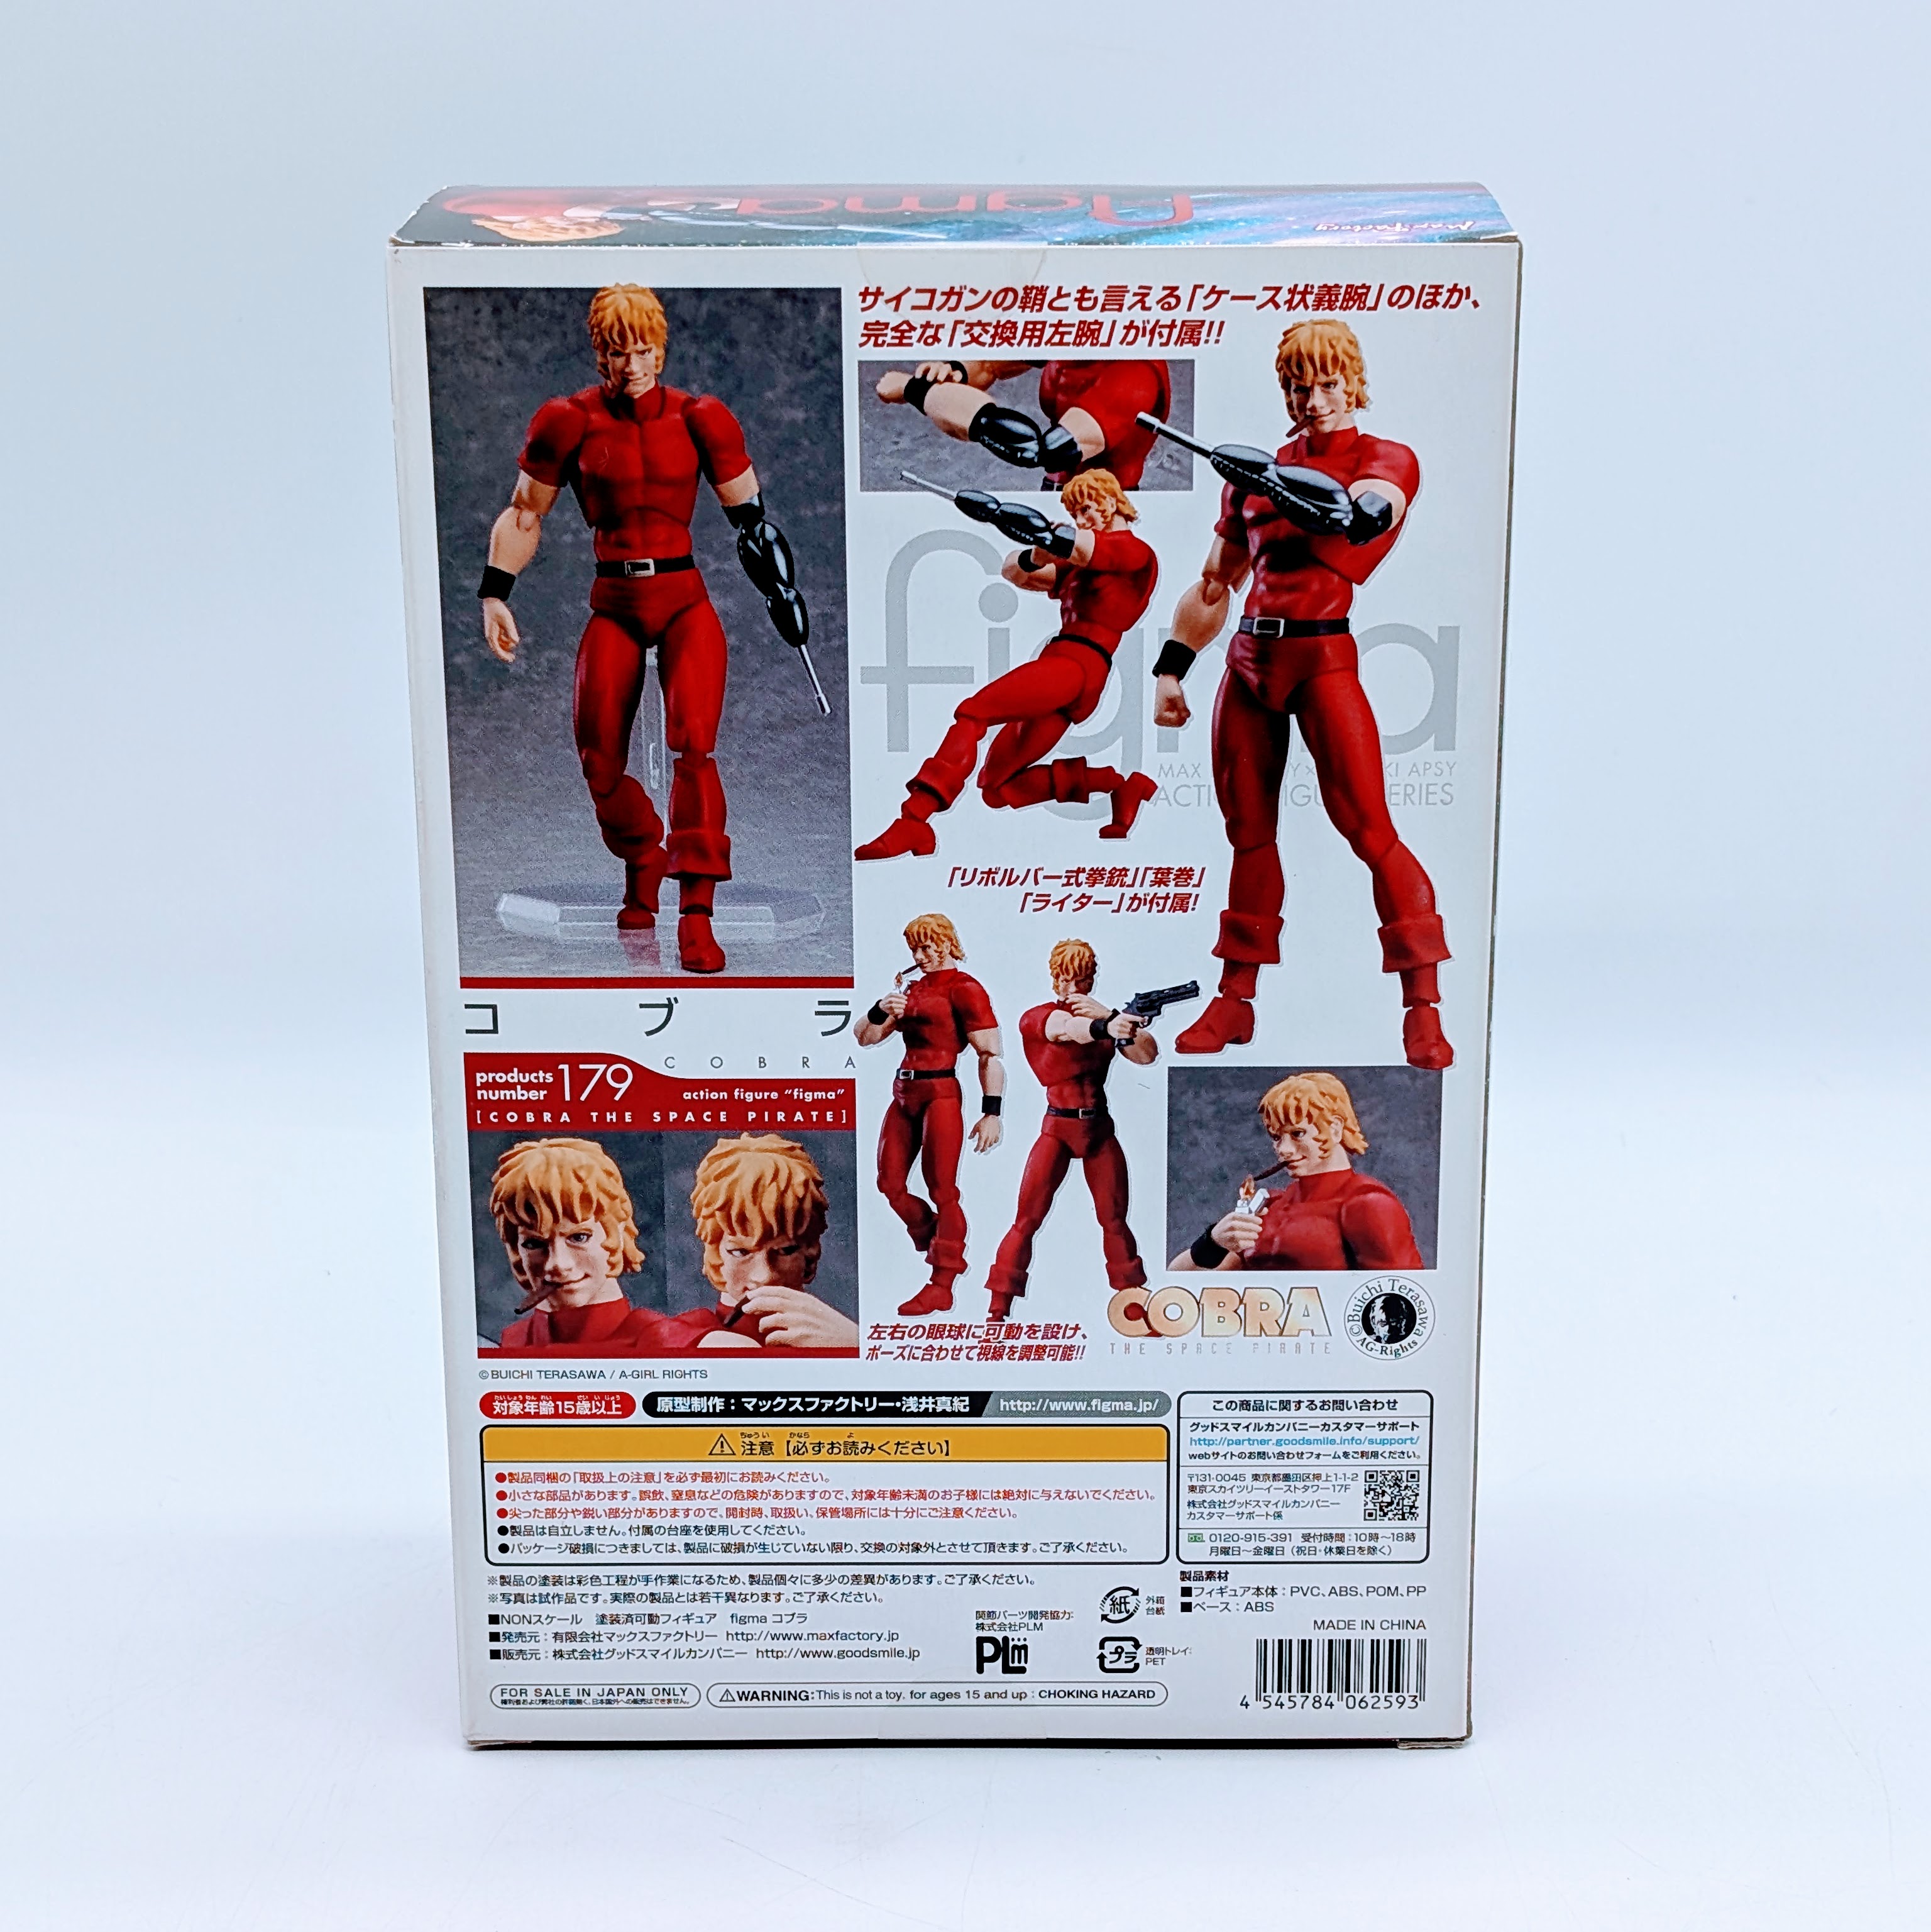 figma
Max Factory
サイコガンの鞘とも言える「ケース状義腕」のほか、
完全な「交換用左腕」が付属!!
figma
MAX
KI APSY
「リボルバー式拳銃」「葉巻」
「ライター」が付属!
コブラ
COBRA
products number 179
action figure "figma"
[COBRA THE SPACE PIRATE]
左右の眼球に可動を設け、
ポーズに合わせて視線を調整可能!!
COBRA
THE SPACE PIRATE
©Buichi Terasawa
AG-Rights
©BUICHI TERASAWA / A-GIRL RIGHTS
対象年齢15歳以上
原型制作:マックスファクトリー・浅井真紀
http://www.figma.jp/
⚠注意【必ずお読みください】
●製品同梱の「取扱上の注意」を必ず最初にお読みください。
●小さな部品があります。誤飲、窒息などの危険がありますので、対象年齢未満のお子様には絶対に与えないでください。
●尖った部分や鋭い部分がありますので、開封時、取扱い、保管場所には十分にご注意ください。
●製品は自立しません。付属の台座を使用してください。
●パッケージ破損につきましては、製品に破損が生じていない限り、交換の対象外とさせて頂きます。ご了承ください。
この商品に関するお問い合わせ
グッドスマイルカンパニーカスタマーサポート
http://partner.goodsmile.info/support/
webサイトのお問い合わせフォームをご利用ください。
〒131-0045 東京都墨田区押上1-1-2
東京スカイツリーイーストタワー17F
株式会社グッドスマイルカンパニー
カスタマーサポート係
0120-915-391 受付時間:10時~18時
月曜日~金曜日(祝日・休業日を除く)
※製品の塗装は彩色工程が手作業になるため、製品個々に多少の差異があります。ご了承ください。
※写真は試作品です。実際の製品とは若干異なります。ご了承ください。
■NONスケール 塗装済可動フィギュア figma コブラ
■発売元:有限会社マックスファクトリー http://www.maxfactory.jp
■販売元:株式会社グッドスマイルカンパニー http://www.goodsmile.jp
関節パーツ開発協力:
株式会社PLM
PLm
紙
外箱
台紙
プラ
透明トレイ:
PET
製品素材
■フィギュア本体:PVC、ABS、POM、PP
■ベース:ABS
MADE IN CHINA
FOR SALE IN JAPAN ONLY
権利者および弊社の許諾無く、日本国外への販売はできません。
⚠WARNING:This is not a toy. for ages 15 and up : CHOKING HAZARD
4 545784 062593